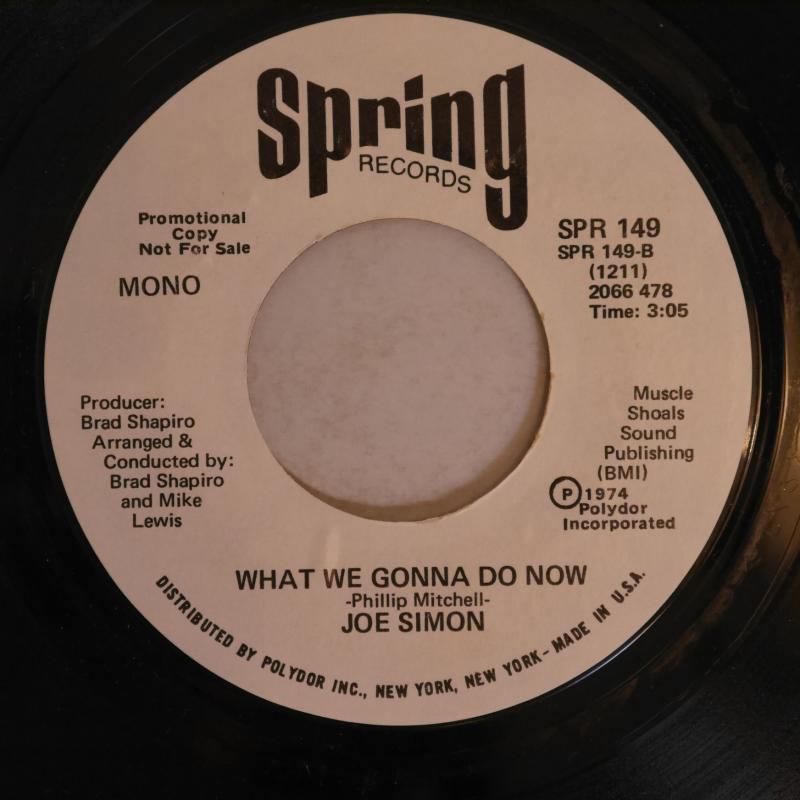 Spring
RECORDS
Promotional
Copy
Not For Sale
MONO
SPR 149
SPR 149-B
(1211)
2066 478
Time: 3:05
Producer:
Brad Shapiro
Arranged &
Conducted by:
Brad Shapiro
and Mike
Lewis
Muscle
Shoals
Sound
Publishing
(BMI)
Ⓟ1974
Polydor
Incorporated
WHAT WE GONNA DO NOW
-Phillip Mitchell-
JOE SIMON
DISTRIBUTED BY POLYDOR INC., NEW YORK, NEW YORK-MADE IN U.S.A.